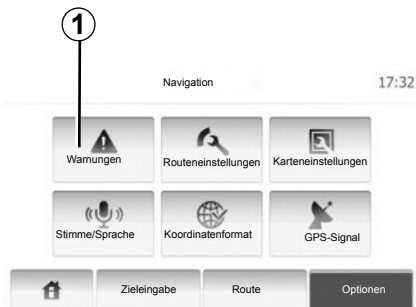 1
Navigation 17:32
Warnungen Routeneinstellungen Karteneinstellungen
Stimme/Sprache Koordinatenformat GPS-Signal
Zieleingabe Route Optionen